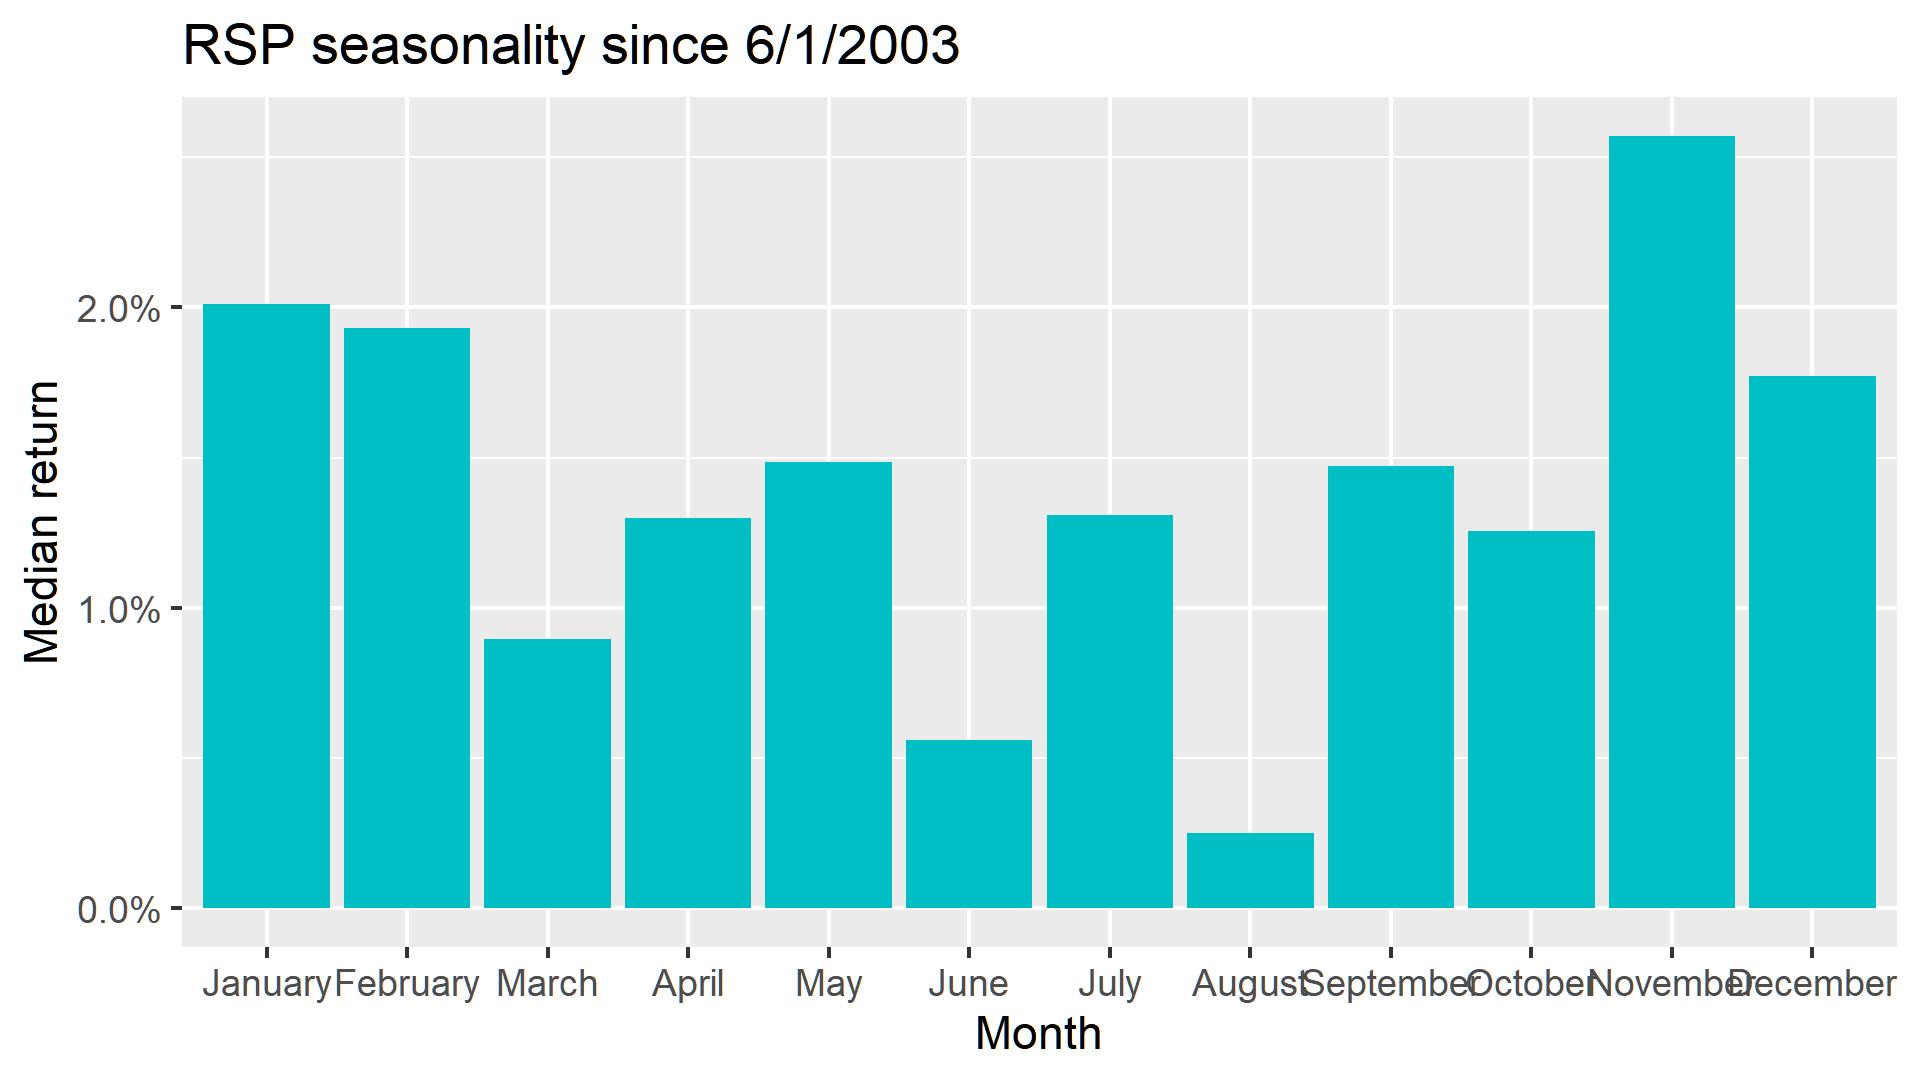 RSP seasonality since 6/1/2003
Median return
2.0%
1.0%
0.0%
January February March April May June July August September October November December
Month